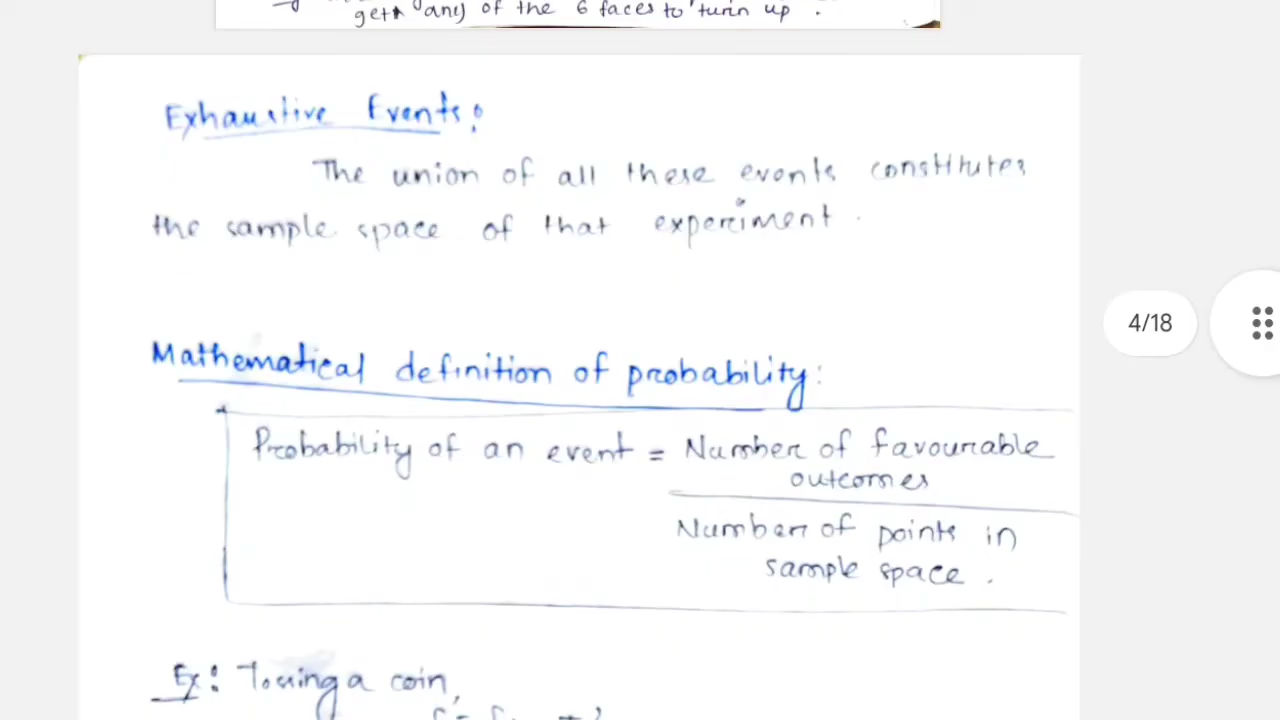 get any of the 6 faces to turn up.
Exhaustive Events:
The union of all these events constitutes
the sample space of that experiment.
4/18
Mathematical definition of probability:
Probability of an event = Number of favourable
outcomes
Number of points in
sample space.
Ex: Tossing a coin,